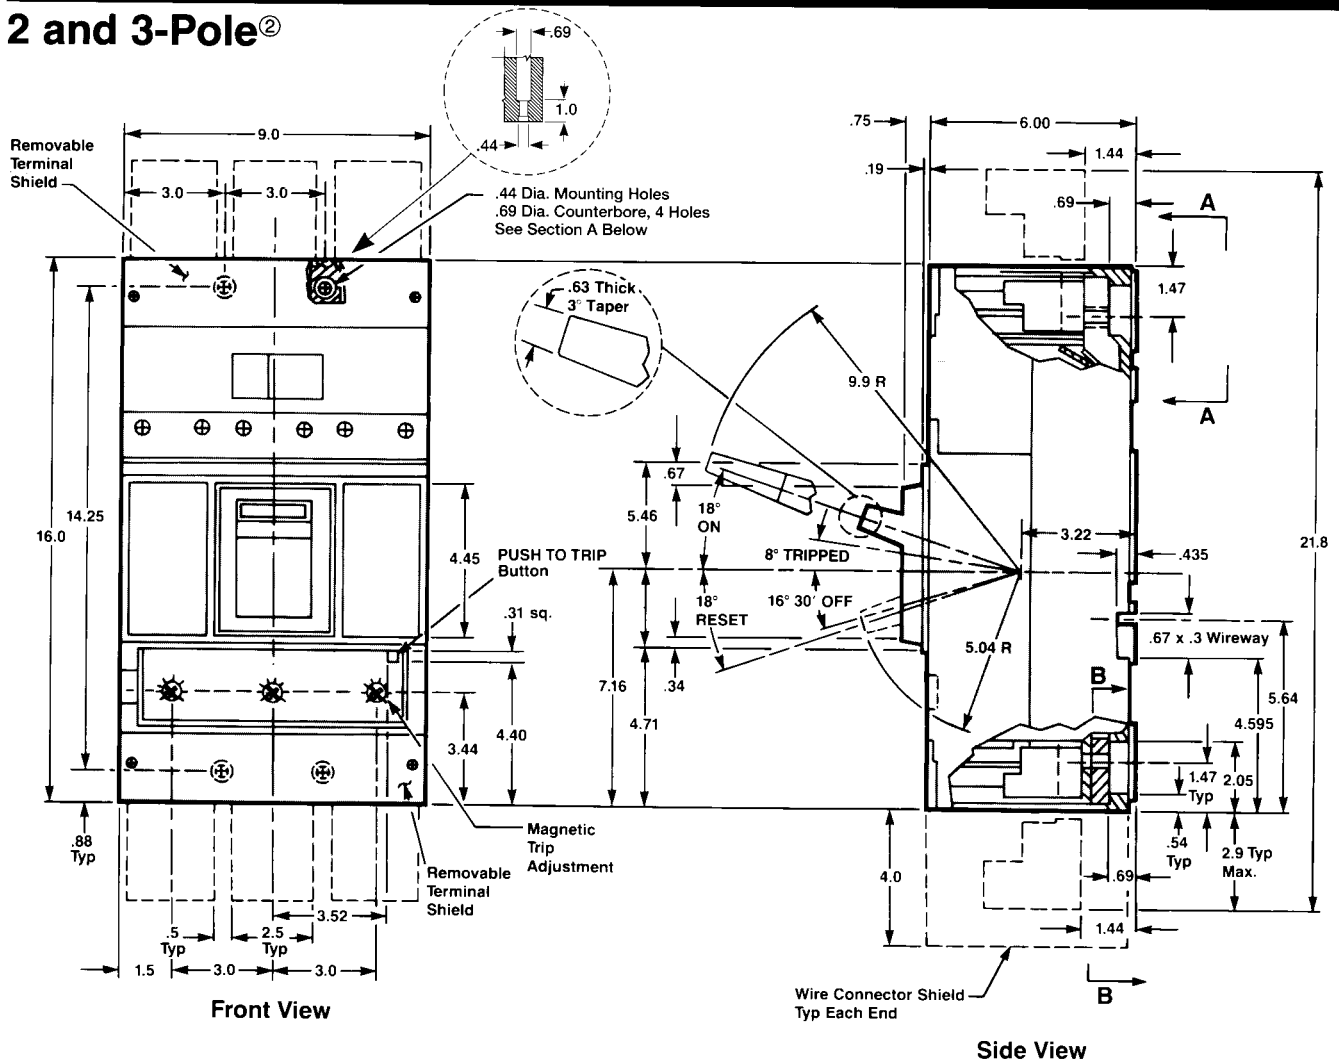 2 and 3-Pole②
.69
1.0
.44
9.0
Removable
Terminal
Shield
3.0
3.0
.44 Dia. Mounting Holes
.69 Dia. Counterbore, 4 Holes
See Section A Below
.75
6.00
1.44
.19
.69
A
1.47
A
.63 Thick
3° Taper
9.9 R
16.0
14.25
4.45
PUSH TO TRIP
Button
.31 sq.
5.46
.67
18°
ON
8° TRIPPED
18°
RESET
16° 30' OFF
5.04 R
3.22
.435
21.8
.67 x .3 Wireway
B
5.64
4.595
7.16
.34
4.71
4.40
3.44
1.47
Typ
2.05
.88
Typ
Magnetic
Trip
Adjustment
Removable
Terminal
Shield
.54
Typ
2.9 Typ
Max.
4.0
.69
1.44
3.52
.5
Typ
2.5
Typ
1.5
3.0
3.0
B
Wire Connector Shield
Typ Each End
Front View
Side View